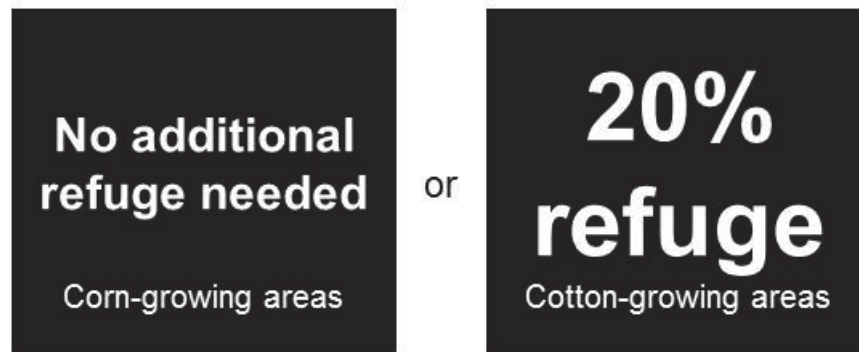 No additional
refuge needed
Corn-growing areas
or
20%
refuge
Cotton-growing areas